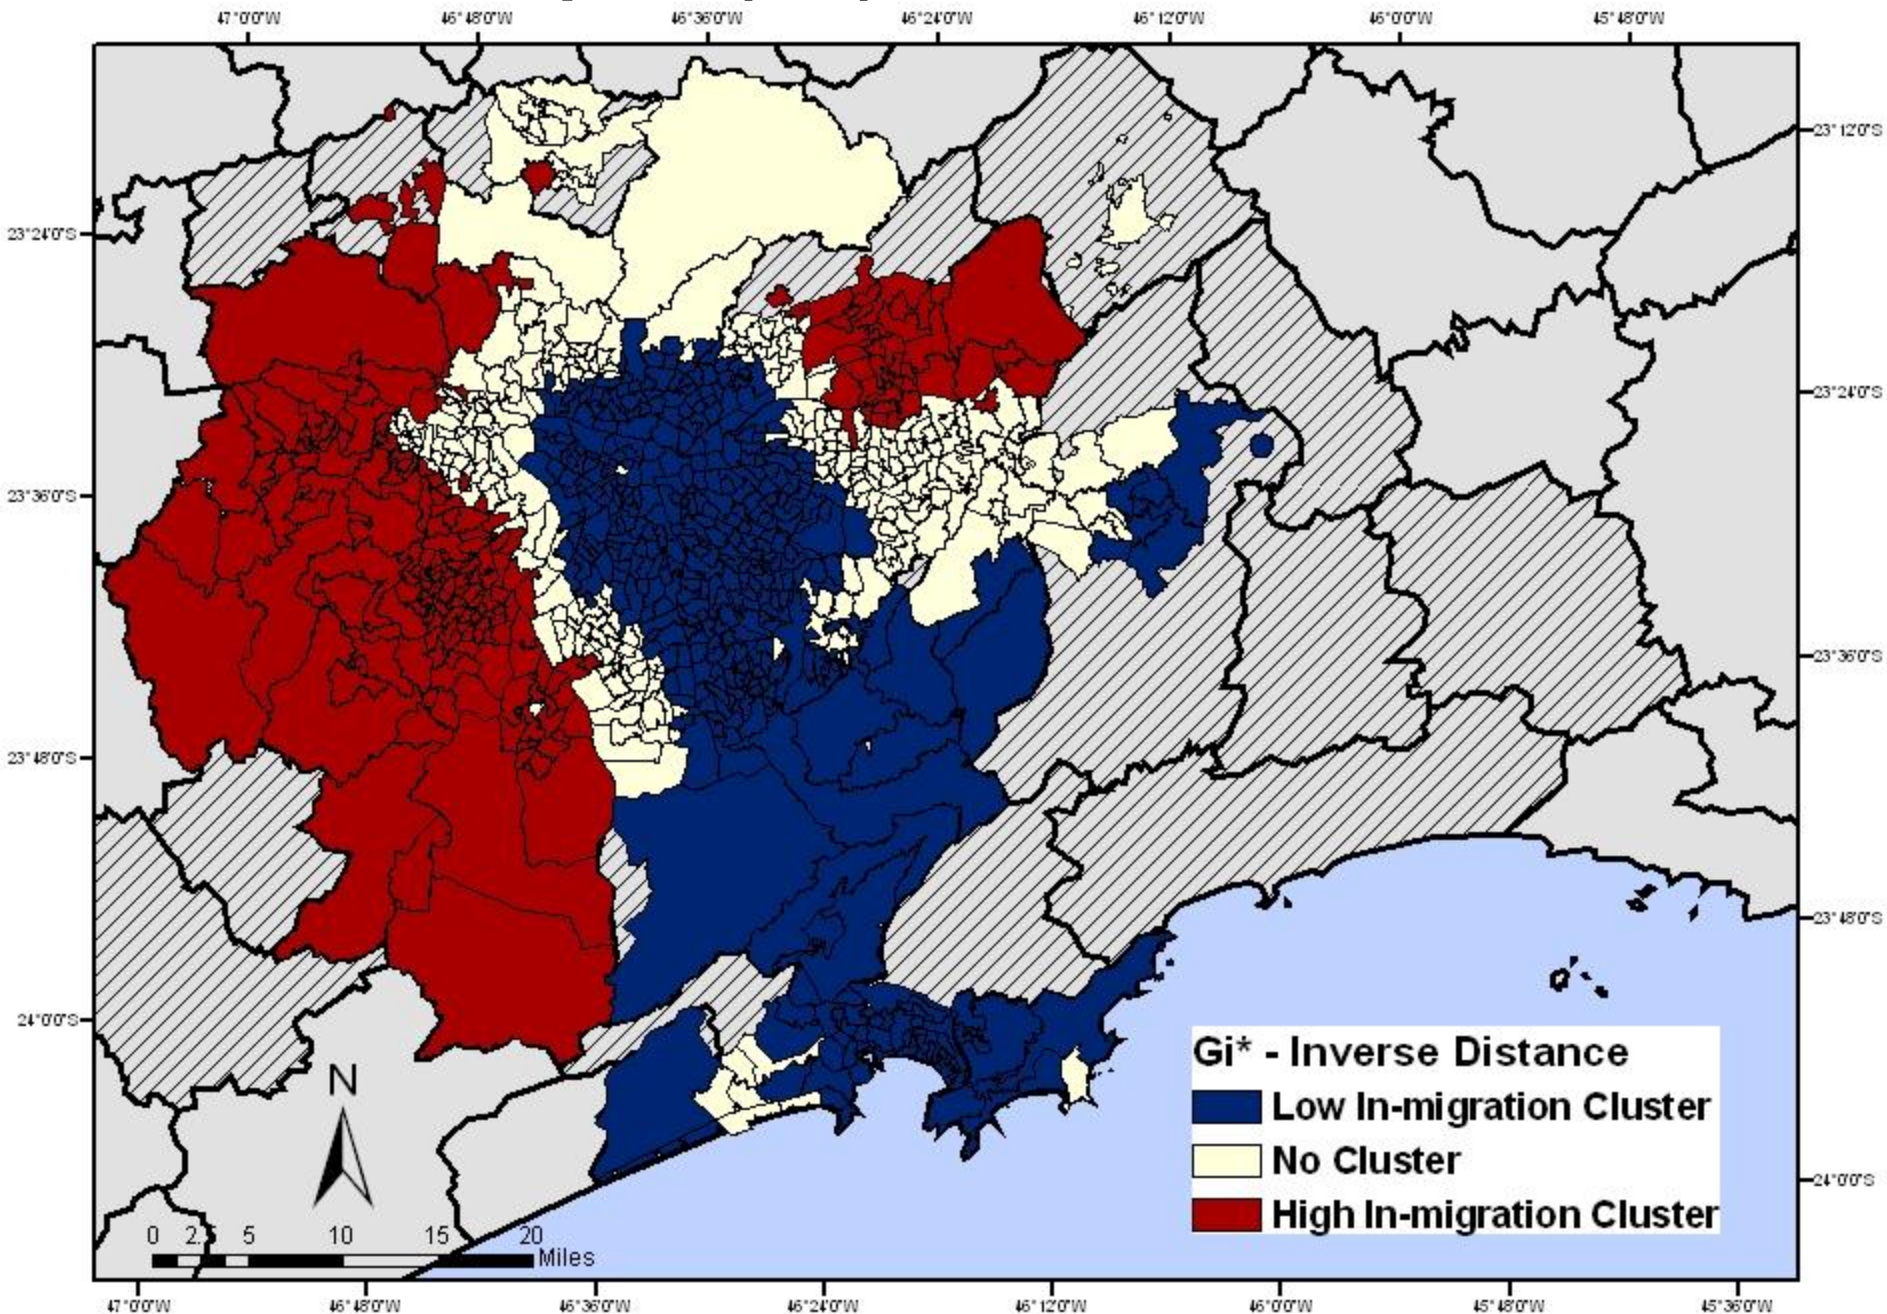 47°0'0"W 46°48'0"W 46°36'0"W 46°24'0"W 46°12'0"W 46°0'0"W 45°48'0"W
23°12'0"S
23°24'0"S
23°24'0"S
23°36'0"S
23°36'0"S
23°48'0"S
23°48'0"S
24°0'0"S
Gi* - Inverse Distance
Low In-migration Cluster
No Cluster
High In-migration Cluster
24°0'0"S
N
0 2. 5 10 15 20
Miles
47°0'0"W 46°48'0"W 46°36'0"W 46°24'0"W 46°12'0"W 46°0'0"W 45°48'0"W 45°36'0"W